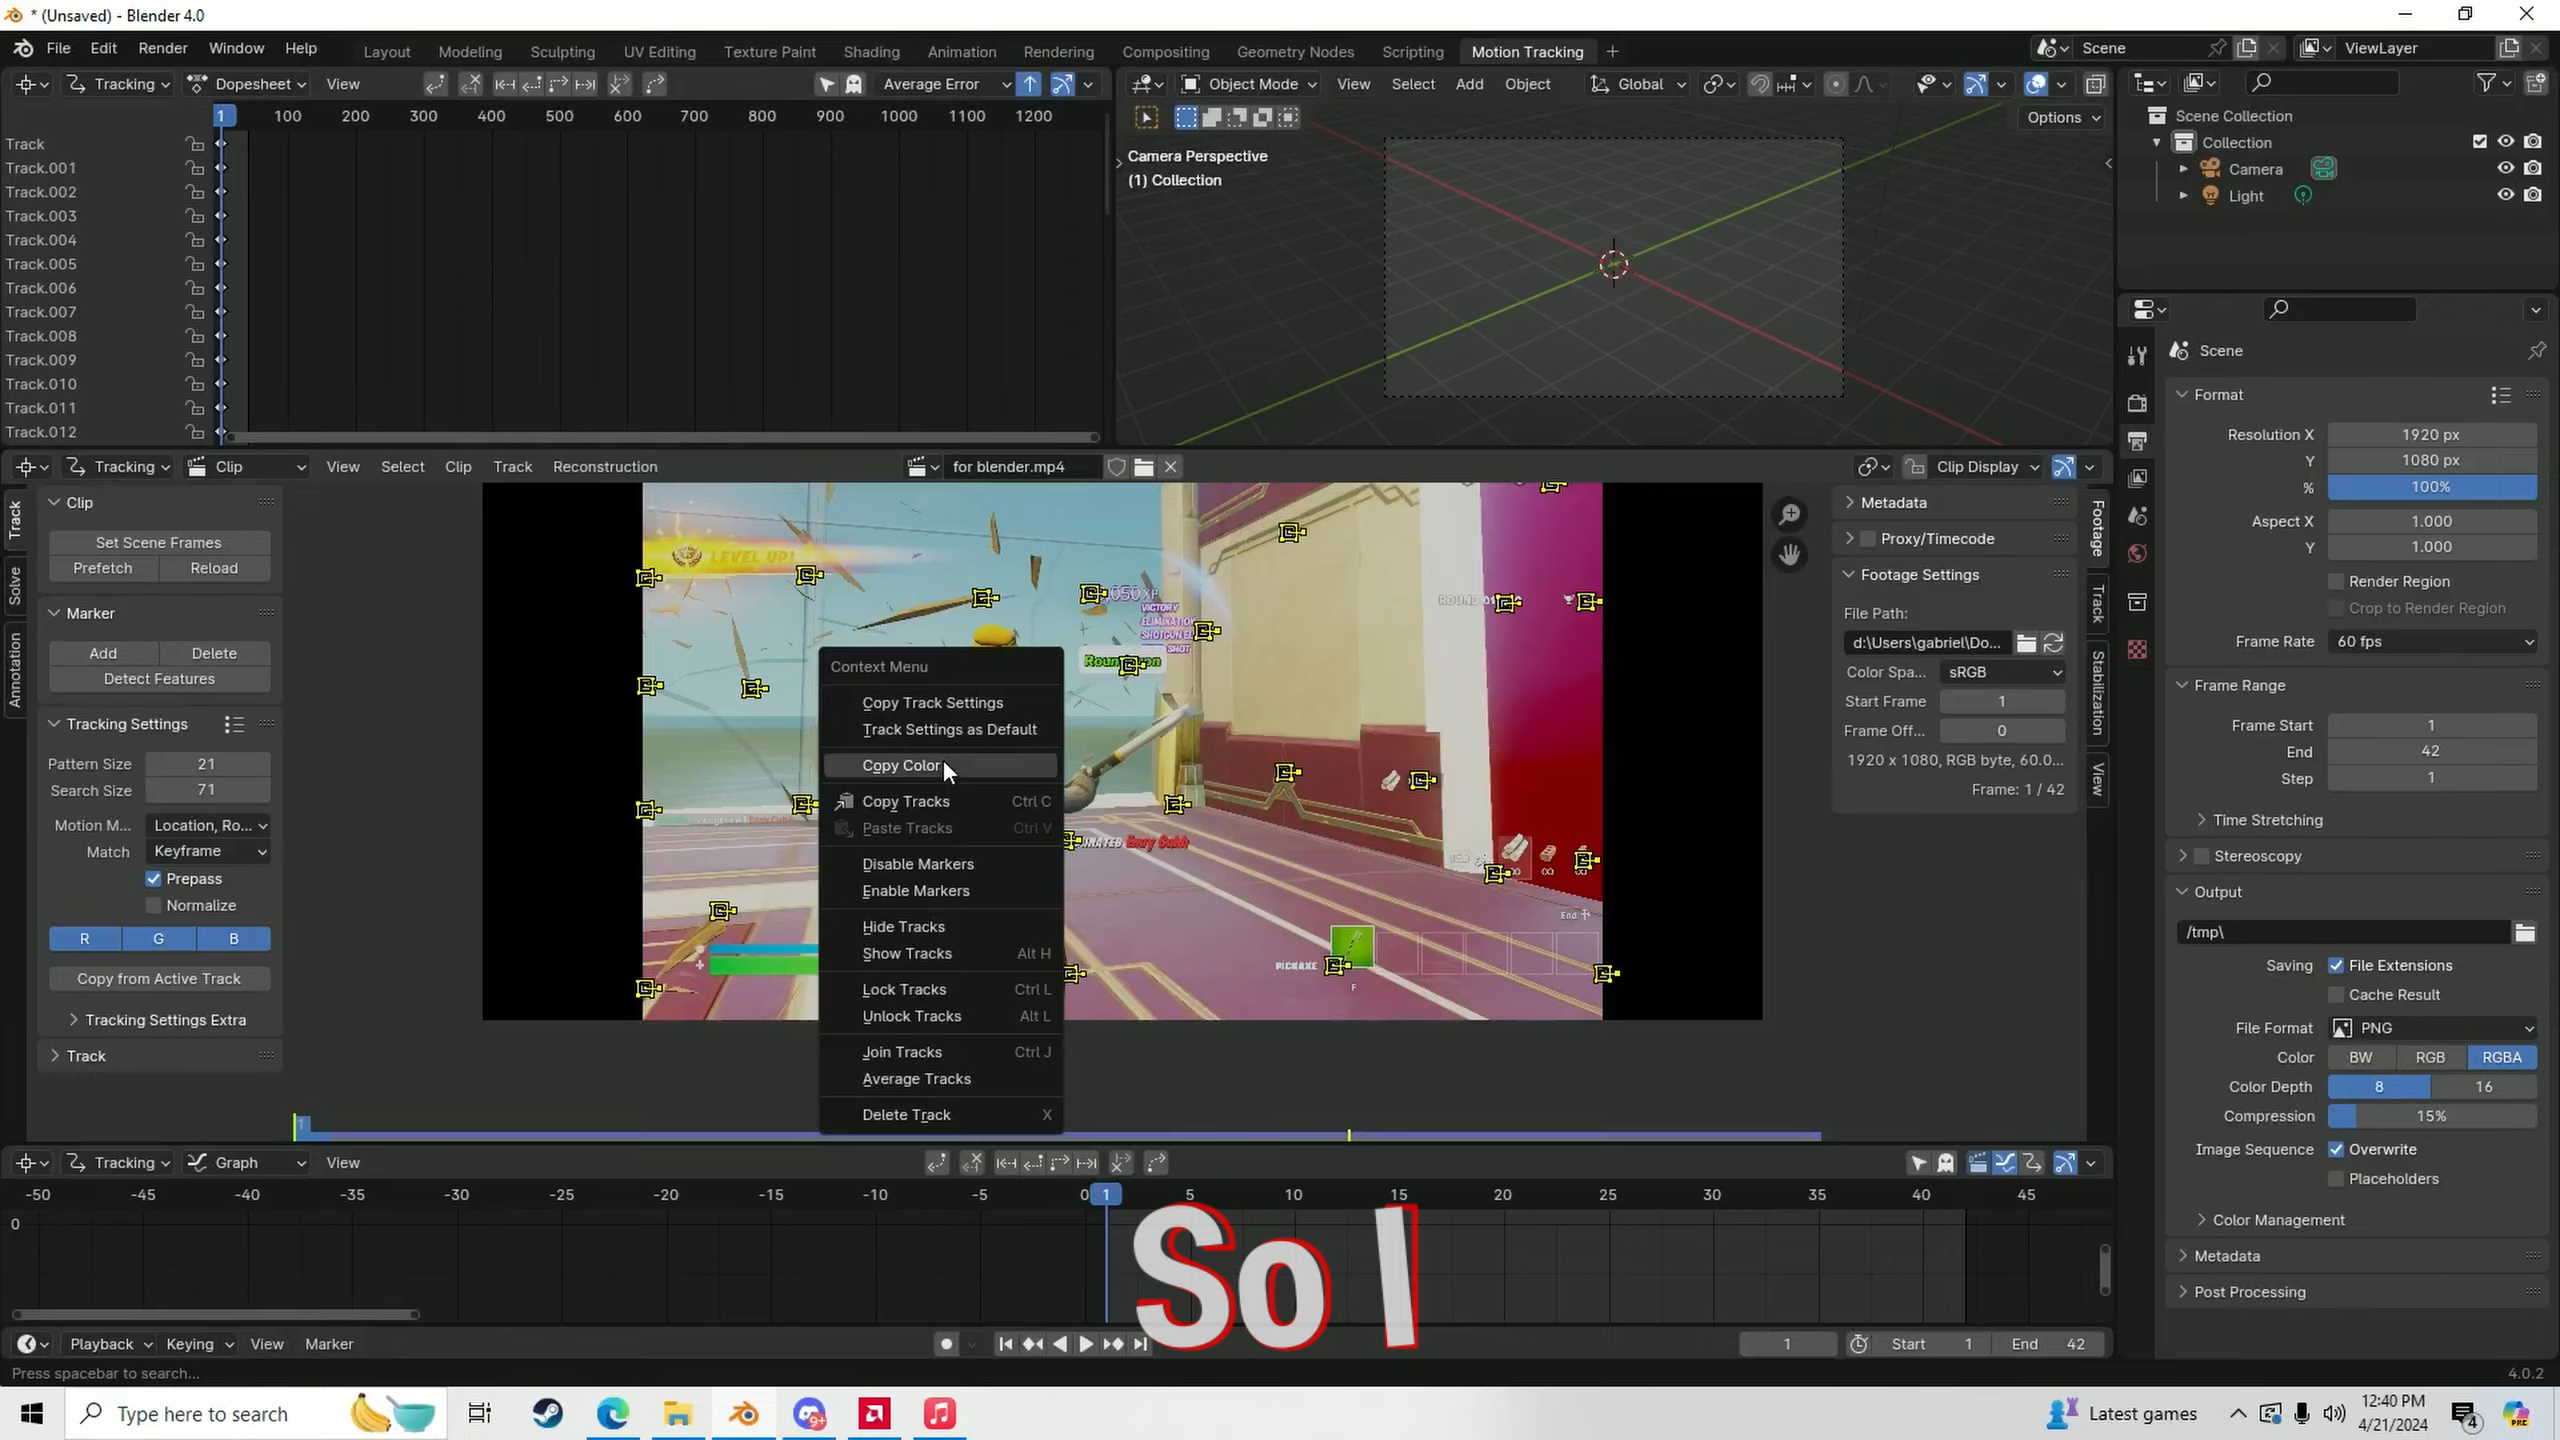 * (Unsaved) - Blender 4.0
File Edit Render Window Help Layout Modeling Sculpting UV Editing Texture Paint Shading Animation Rendering Compositing Geometry Nodes Scripting Motion Tracking + Scene ViewLayer
Tracking Dopesheet View Average Error
1 100 200 300 400 500 600 700 800 900 1000 1100 1200
Track
Track.001
Track.002
Track.003
Track.004
Track.005
Track.006
Track.007
Track.008
Track.009
Track.010
Track.011
Track.012
Object Mode View Select Add Object Global
Options
Camera Perspective
(1) Collection
Scene Collection
Collection
Camera
Light
Tracking Clip View Select Clip Track Reconstruction for blender.mp4 Clip Display
Track
Solve
Annotation
Clip
Set Scene Frames
Prefetch Reload
Marker
Add Delete
Detect Features
Tracking Settings
Pattern Size 21
Search Size 71
Motion M... Location, Ro...
Match Keyframe
Prepass
Normalize
R G B
Copy from Active Track
Tracking Settings Extra
Track
LEVEL UP!
VICTORY
ELIMINATION
PICKAXE
F
End
Context Menu
Copy Track Settings
Track Settings as Default
Copy Color
Copy Tracks Ctrl C
Paste Tracks Ctrl V
Disable Markers
Enable Markers
Hide Tracks
Show Tracks Alt H
Lock Tracks Ctrl L
Unlock Tracks Alt L
Join Tracks Ctrl J
Average Tracks
Delete Track X
1
Metadata
Proxy/Timecode
Footage Settings
File Path:
d:\Users\gabriel\Do...
Color Spa... sRGB
Start Frame 1
Frame Off... 0
1920 x 1080, RGB byte, 60.0...
Frame: 1 / 42
Footage
Track
Stabilization
View
Scene
Format
Resolution X 1920 px
Y 1080 px
% 100%
Aspect X 1.000
Y 1.000
Render Region
Crop to Render Region
Frame Rate 60 fps
Frame Range
Frame Start 1
End 42
Step 1
Time Stretching
Stereoscopy
Output
/tmp\
Saving File Extensions
Cache Result
File Format PNG
Color BW RGB RGBA
Color Depth 8 16
Compression 15%
Image Sequence Overwrite
Placeholders
Color Management
Metadata
Post Processing
Tracking Graph View
-50 -45 -40 -35 -30 -25 -20 -15 -10 -5 0 1 5 10 15 20 25 30 35 40 45
0
So I
Playback Keying View Marker 1 Start 1 End 42
Press spacebar to search... 4.0.2
Type here to search
9+
Latest games
12:40 PM
4/21/2024
4
PRE